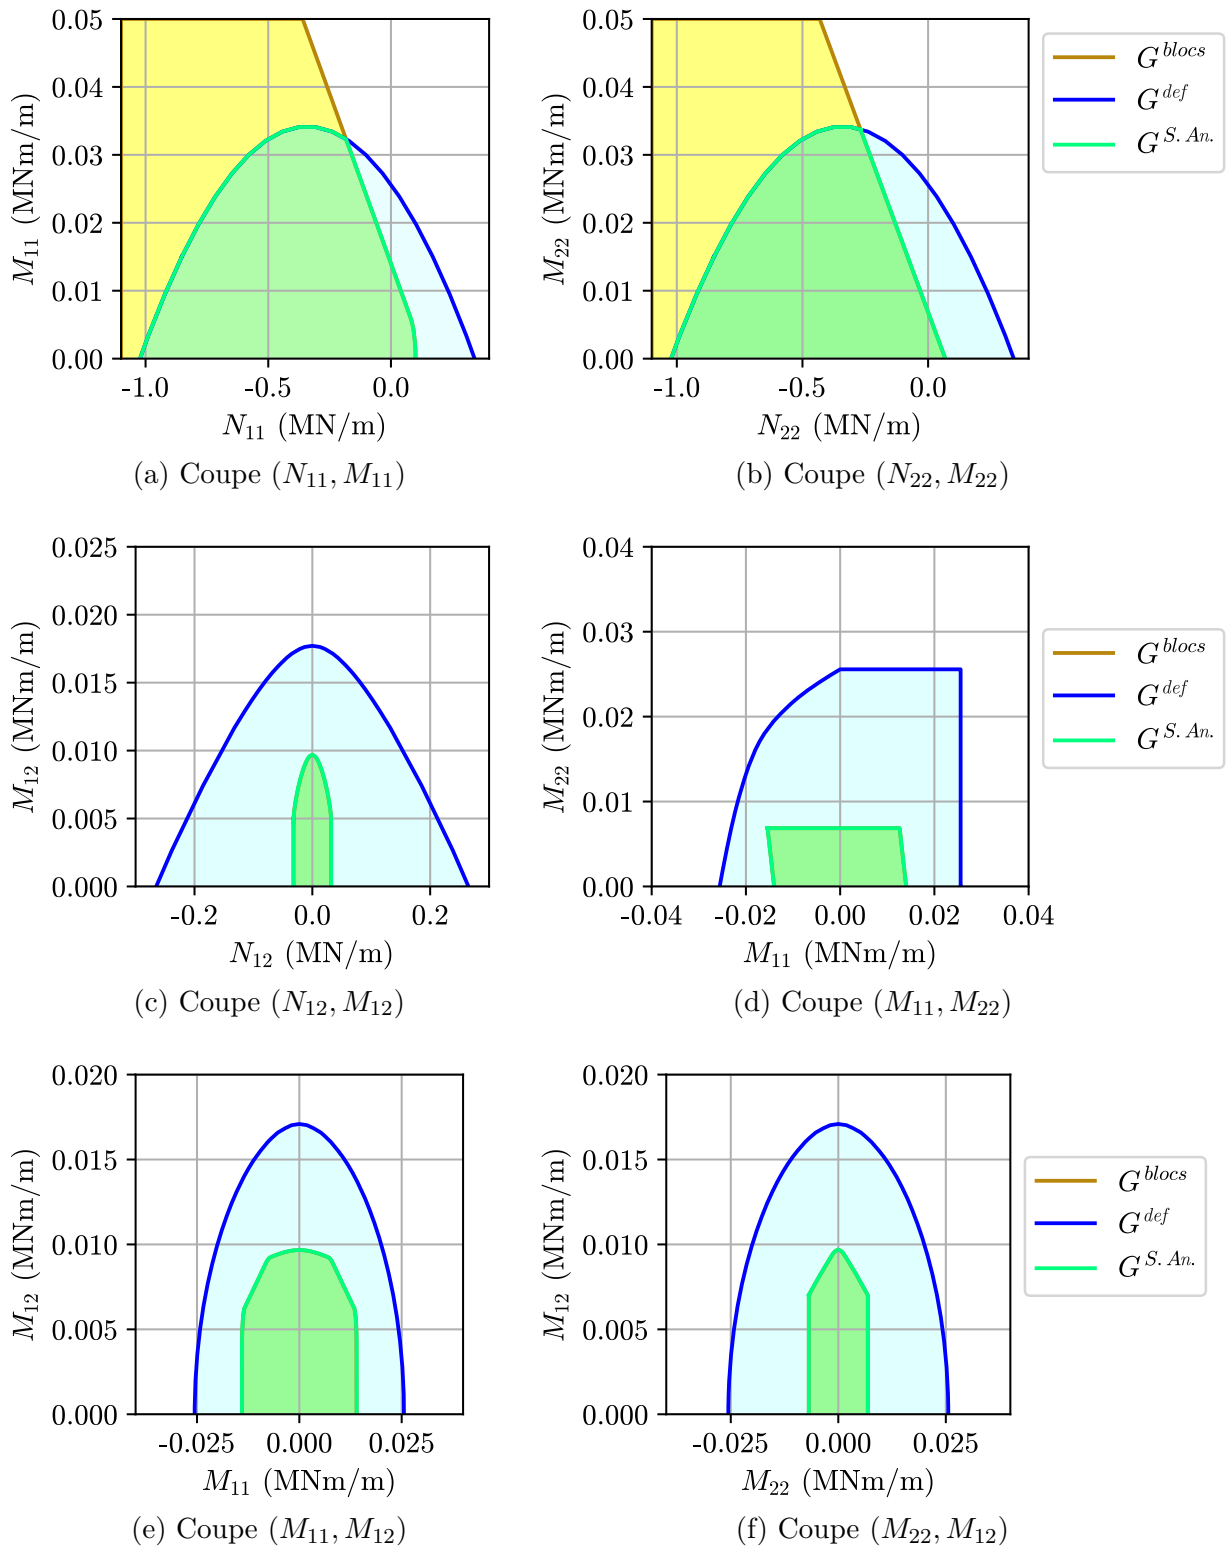 0.05
0.04
0.03
0.02
0.01
0.00
M₁₁ (MNm/m)
-1.0 -0.5 0.0
N₁₁ (MN/m)
(a) Coupe (N₁₁, M₁₁)
0.05
0.04
0.03
0.02
0.01
0.00
M₂₂ (MNm/m)
-1.0 -0.5 0.0
N₂₂ (MN/m)
(b) Coupe (N₂₂, M₂₂)
G^blocs
G^def
G^S. An.
0.025
0.020
0.015
0.010
0.005
0.000
M₁₂ (MNm/m)
-0.2 0.0 0.2
N₁₂ (MN/m)
(c) Coupe (N₁₂, M₁₂)
0.04
0.03
0.02
0.01
0.00
M₂₂ (MNm/m)
-0.04 -0.02 0.00 0.02 0.04
M₁₁ (MNm/m)
(d) Coupe (M₁₁, M₂₂)
G^blocs
G^def
G^S. An.
0.020
0.015
0.010
0.005
0.000
M₁₂ (MNm/m)
-0.025 0.000 0.025
M₁₁ (MNm/m)
(e) Coupe (M₁₁, M₁₂)
0.020
0.015
0.010
0.005
0.000
M₁₂ (MNm/m)
-0.025 0.000 0.025
M₂₂ (MNm/m)
(f) Coupe (M₂₂, M₁₂)
G^blocs
G^def
G^S. An.